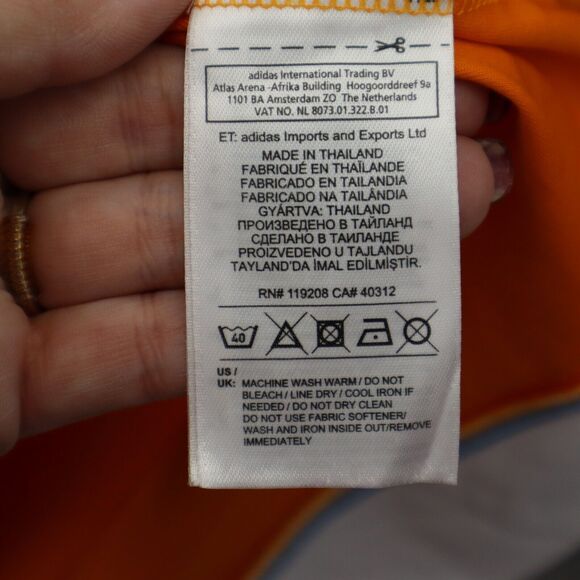 adidas International Trading BV
Atlas Arena -Afrika Building Hoogoorddreef 9a
1101 BA Amsterdam ZO The Netherlands
VAT NO. NL 8073.01.322.B.01
ET: adidas Imports and Exports Ltd
MADE IN THAILAND
FABRIQUÉ EN THAÏLANDE
FABRICADO EN TAILANDIA
FABRICADO NA TAILÂNDIA
GYÁRTVA: THAILAND
ПРОИЗВЕДЕНО В ТАЙЛАНД
СДЕЛАНО В ТАИЛАНДЕ
PROIZVEDENO U TAJLANDU
TAYLAND'DA İMAL EDİLMİŞTİR.
RN# 119208 CA# 40312
40
US /
UK: MACHINE WASH WARM / DO NOT
BLEACH / LINE DRY / COOL IRON IF
NEEDED / DO NOT DRY CLEAN
DO NOT USE FABRIC SOFTENER/
WASH AND IRON INSIDE OUT/REMOVE
IMMEDIATELY